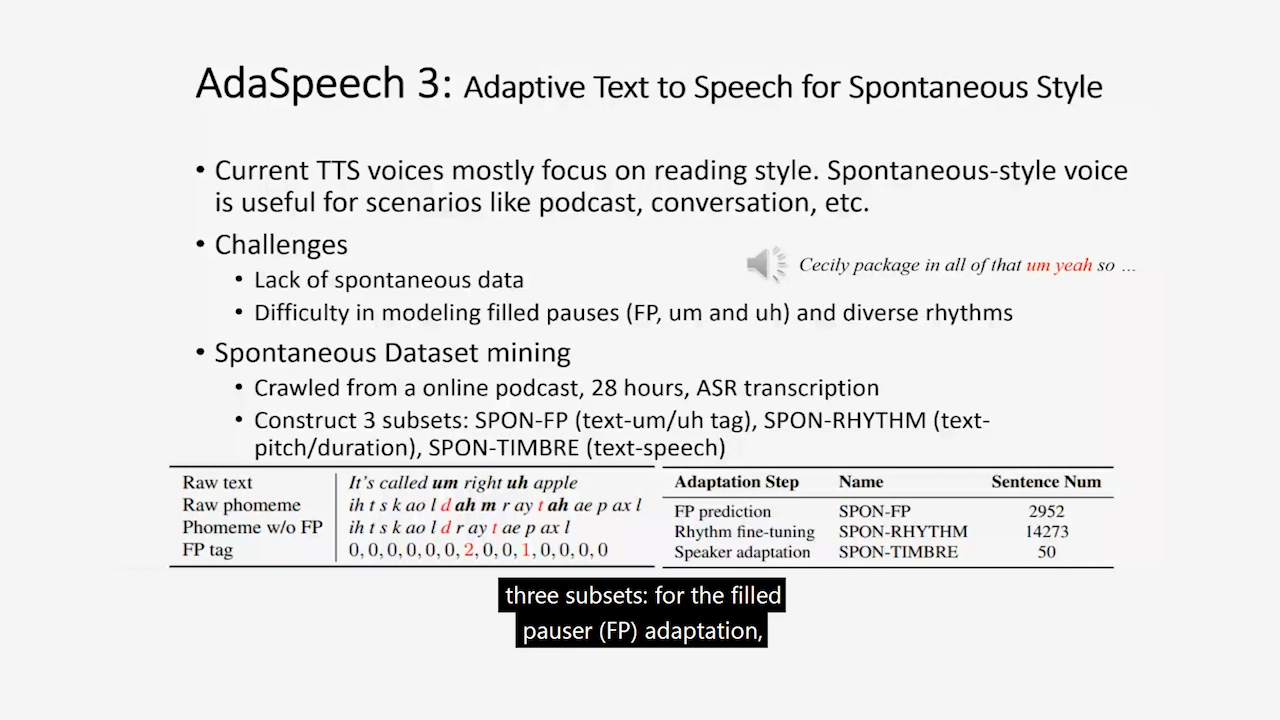 AdaSpeech 3: Adaptive Text to Speech for Spontaneous Style
• Current TTS voices mostly focus on reading style. Spontaneous-style voice
is useful for scenarios like podcast, conversation, etc.
• Challenges
• Lack of spontaneous data
Cecily package in all of that um yeah so ...
• Difficulty in modeling filled pauses (FP, um and uh) and diverse rhythms
• Spontaneous Dataset mining
• Crawled from a online podcast, 28 hours, ASR transcription
• Construct 3 subsets: SPON-FP (text-um/uh tag), SPON-RHYTHM (text-
pitch/duration), SPON-TIMBRE (text-speech)
Raw text It's called um right uh apple
Raw phomeme ih t s k ao l d ah m r ay t ah ae p ax l
Phomeme w/o FP ih t s k ao l d r ay t ae p ax l
FP tag 0, 0, 0, 0, 0, 0, 2, 0, 0, 1, 0, 0, 0, 0
Adaptation Step Name Sentence Num
FP prediction SPON-FP 2952
Rhythm fine-tuning SPON-RHYTHM 14273
Speaker adaptation SPON-TIMBRE 50
three subsets: for the filled
pauser (FP) adaptation,